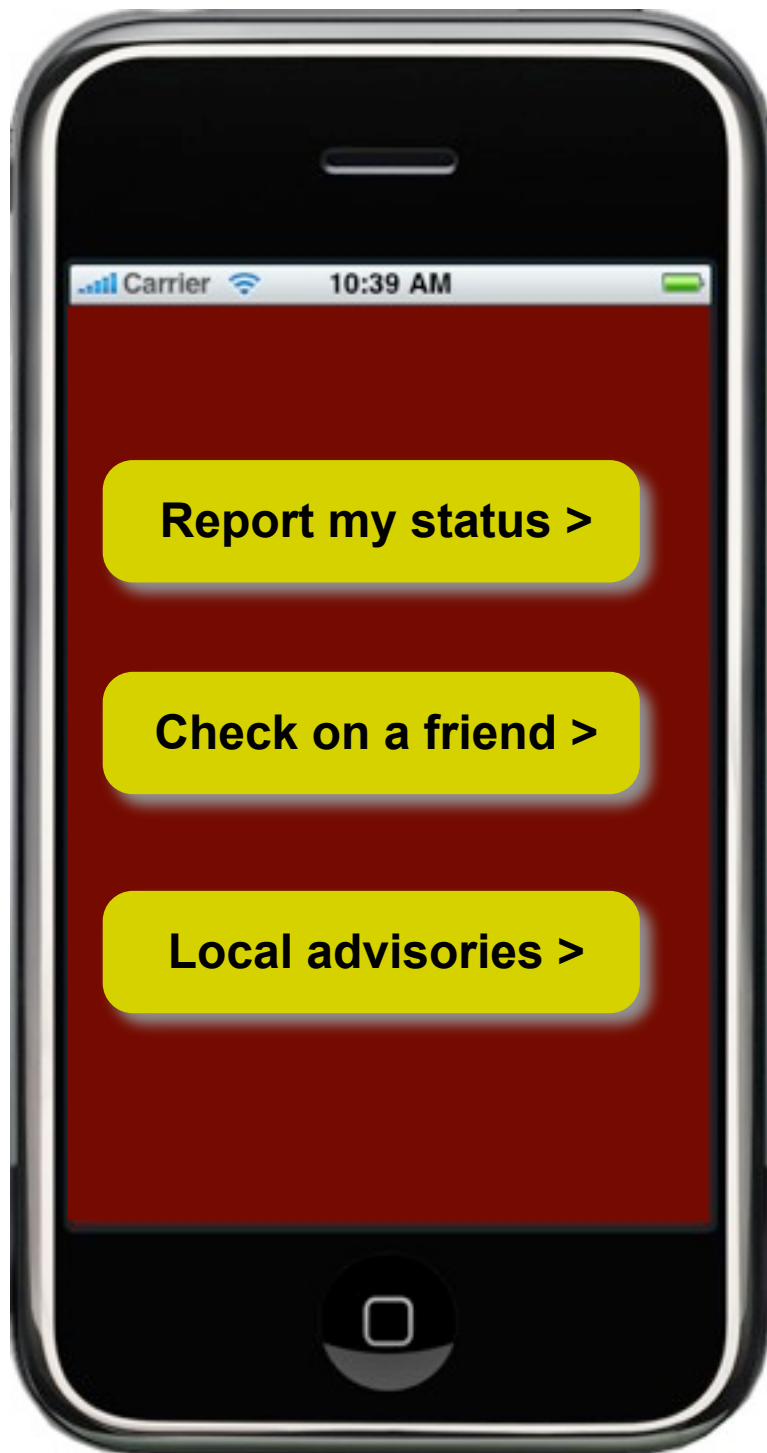 Carrier 10:39 AM
Report my status >
Check on a friend >
Local advisories >